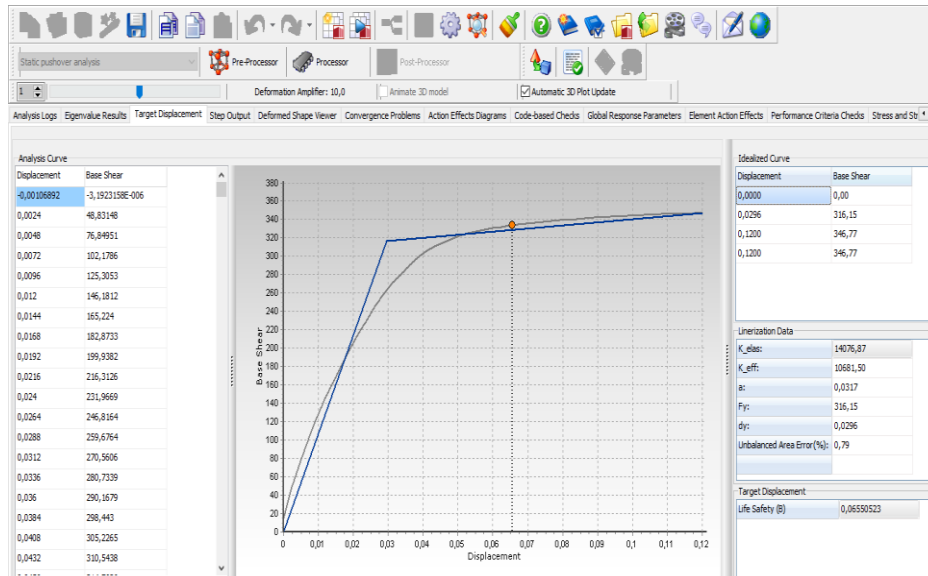 Static pushover analysis Pre-Processor Processor Post-Processor
1 Deformation Amplifier: 10,0 Animate 3D model Automatic 3D Plot Update
Analysis Logs Eigenvalue Results Target Displacement Step Output Deformed Shape Viewer Convergence Problems Action Effects Diagrams Code-based Checks Global Response Parameters Element Action Effects Performance Criteria Checks Stress and Str
Analysis Curve
Displacement Base Shear
-0,00106892 -3,1923158E-006
0,0024 48,83148
0,0048 76,84951
0,0072 102,1786
0,0096 125,3053
0,012 146,1812
0,0144 165,224
0,0168 182,8733
0,0192 199,9382
0,0216 216,3126
0,024 231,9669
0,0264 246,8164
0,0288 259,6764
0,0312 270,5606
0,0336 280,7339
0,036 290,1679
0,0384 298,443
0,0408 305,2265
0,0432 310,5438
380
360
340
320
300
280
260
240
220
200
180
160
140
120
100
80
60
40
20
0
Base Shear
0 0,01 0,02 0,03 0,04 0,05 0,06 0,07 0,08 0,09 0,1 0,11 0,12
Displacement
Idealized Curve
Displacement Base Shear
0,0000 0,00
0,0296 316,15
0,1200 346,77
0,1200 346,77
Linerization Data
K_elas: 14076,87
K_eff: 10681,50
a: 0,0317
Fy: 316,15
dy: 0,0296
Unbalanced Area Error(%): 0,79
Target Displacement
Life Safety (B) 0,06550523